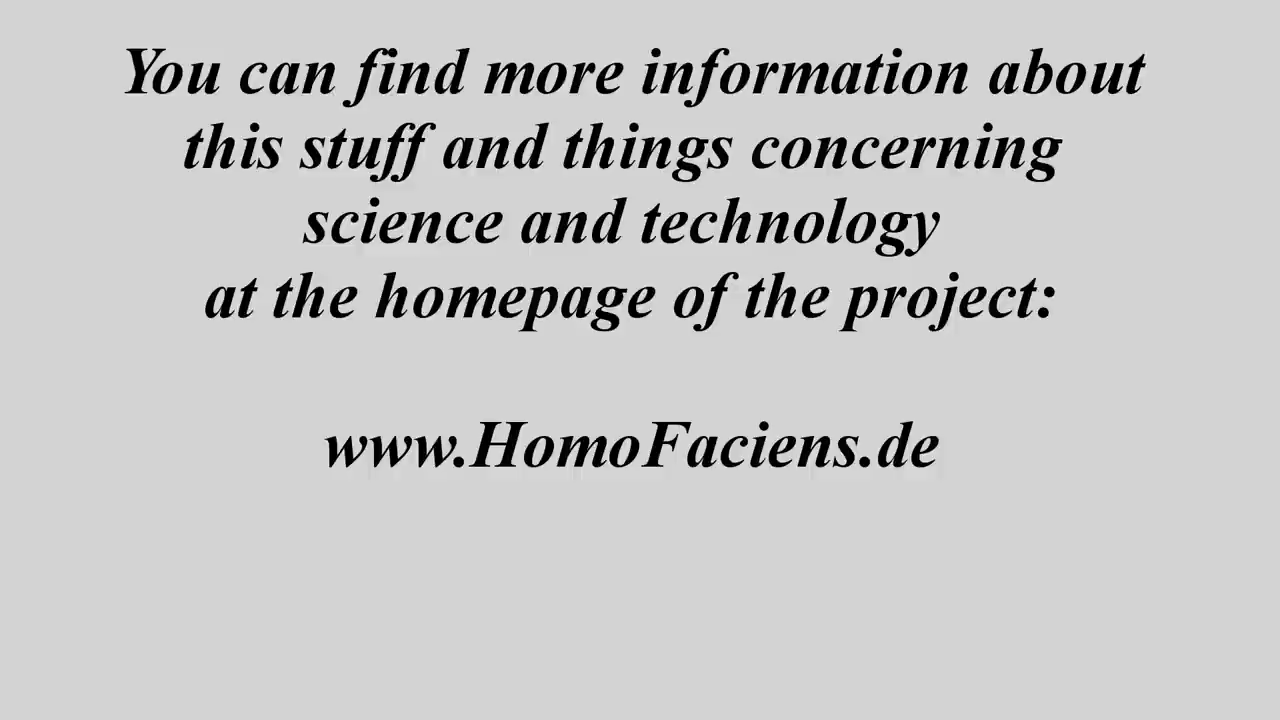 You can find more information about
this stuff and things concerning
science and technology
at the homepage of the project:
www.HomoFaciens.de